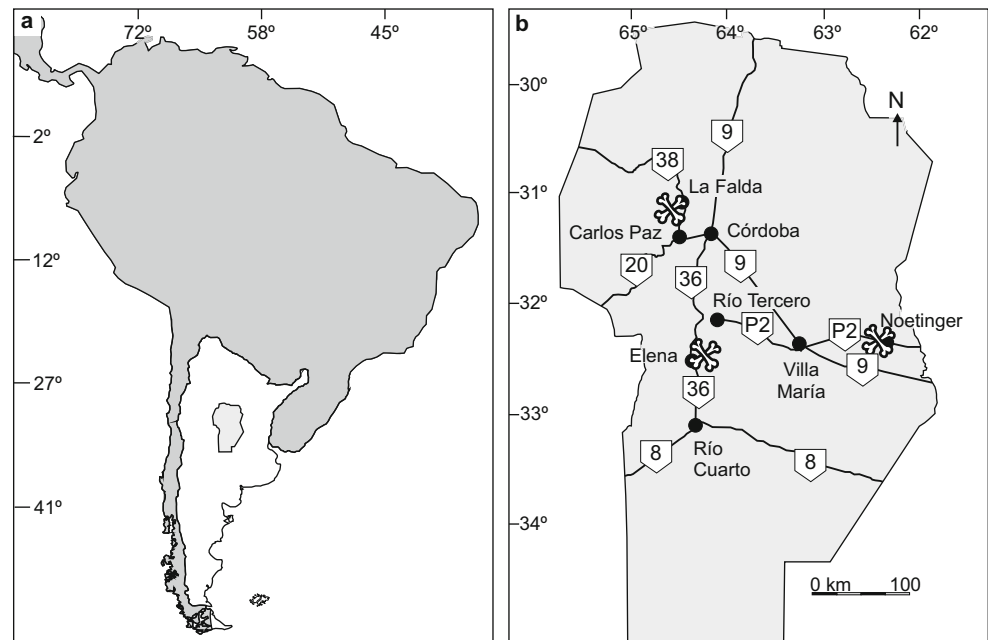 a
72º
58º
45º
2º
12º
27º
41º
b
65º
64º
63º
62º
-30º
N
9
38
-31º
La Falda
Carlos Paz
Córdoba
20
9
36
-32º
Río Tercero
P2
P2
Noetinger
Elena
Villa
María
9
36
-33º
8
Río
Cuarto
8
-34º
0 km 100